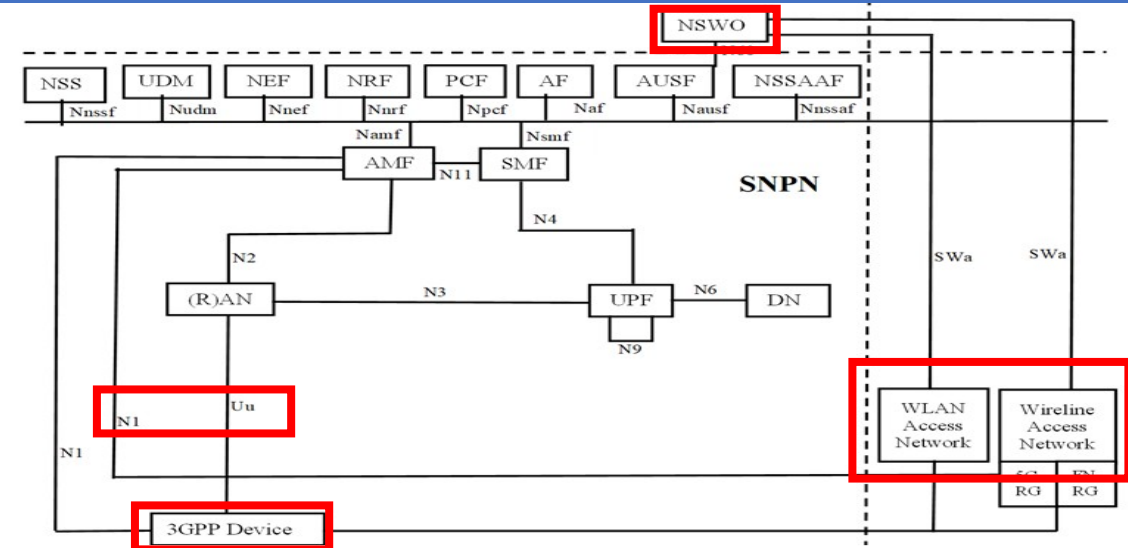 NSWO
NSS
UDM
NEF
NRF
PCF
AF
AUSF
NSSAAF
Nnssf
Nudm
Nnef
Nnrf
Npcf
Naf
Nausf
Nnssaf
Namf
Nsmf
AMF
N11
SMF
SNPN
N4
N2
SWa
SWa
(R)AN
N3
UPF
N6
DN
N9
Uu
N1
N1
WLAN
Access
Network
Wireline
Access
Network
5G
RG
FN
RG
3GPP Device